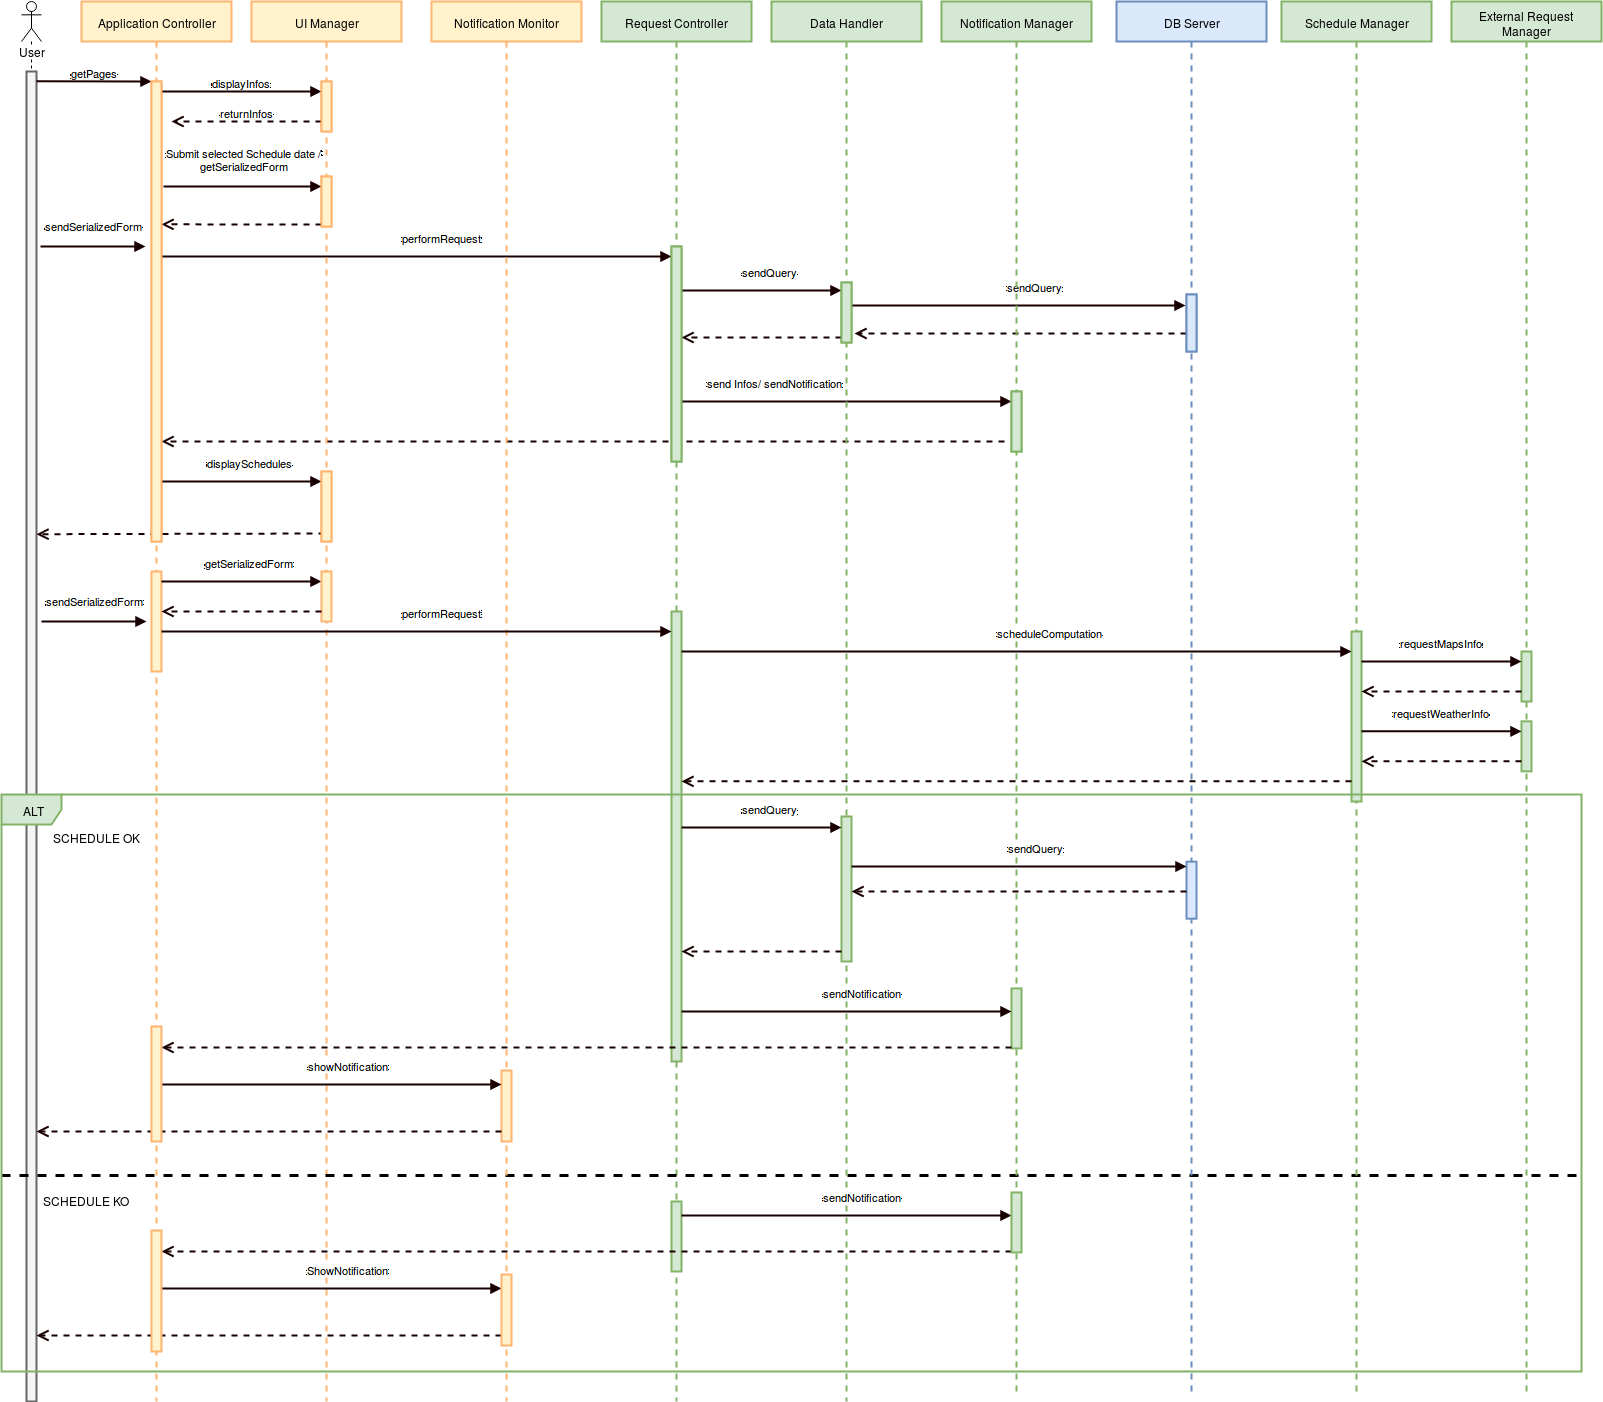 User
Application Controller
UI Manager
Notification Monitor
Request Controller
Data Handler
Notification Manager
DB Server
Schedule Manager
External Request
Manager
getPages
displayInfos
returnInfos
Submit selected Schedule date /
getSerializedForm
sendSerializedForm
performRequest
sendQuery
sendQuery
send Infos/ sendNotification
displaySchedules
getSerializedForm
sendSerializedForm
performRequest
scheduleComputation
requestMapsInfo
requestWeatherInfo
ALT
sendQuery
SCHEDULE OK
sendQuery
sendNotification
showNotification
SCHEDULE KO
sendNotification
ShowNotification